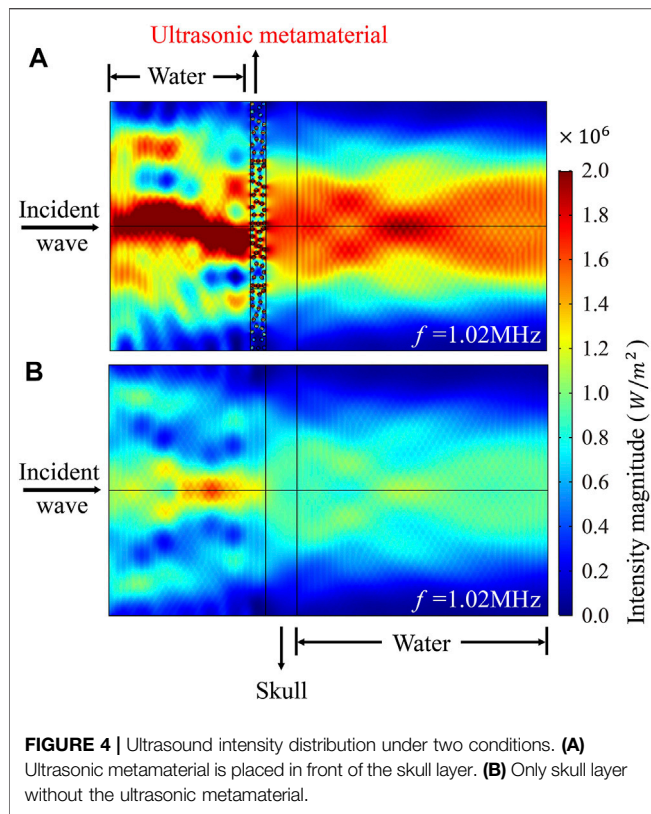 Ultrasonic metamaterial
A
Water
Incident
wave
f =1.02MHz
B
Incident
wave
f =1.02MHz
Water
Skull
× 10⁶
2.0
1.8
1.6
1.4
1.2
1.0
0.8
0.6
0.4
0.2
0.0
Intensity magnitude ( W/m² )
FIGURE 4 | Ultrasound intensity distribution under two conditions. (A)
Ultrasonic metamaterial is placed in front of the skull layer. (B) Only skull layer
without the ultrasonic metamaterial.